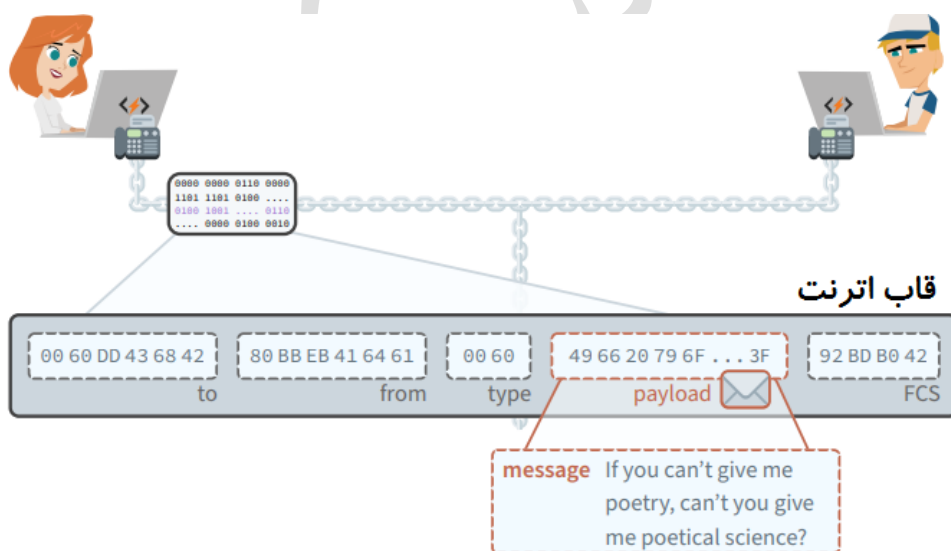 0000 0000 0110 0000
1101 1101 0100 ....
0100 1001 .... 0110
.... 0000 0100 0010
قاب اترنت
00 60 DD 43 68 42
to
80 BB EB 41 64 61
from
00 60
type
49 66 20 79 6F ... 3F
payload
92 BD B0 42
FCS
message If you can't give me
poetry, can't you give
me poetical science?